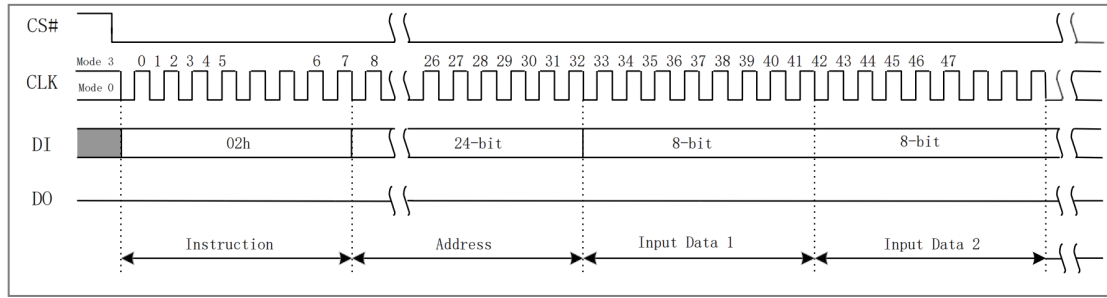 CS#
Mode 3 0 1 2 3 4 5 6 7 8 26 27 28 29 30 31 32 33 34 35 36 37 38 39 40 41 42 43 44 45 46 47
CLK Mode 0
DI 02h 24-bit 8-bit 8-bit
DO
Instruction Address Input Data 1 Input Data 2